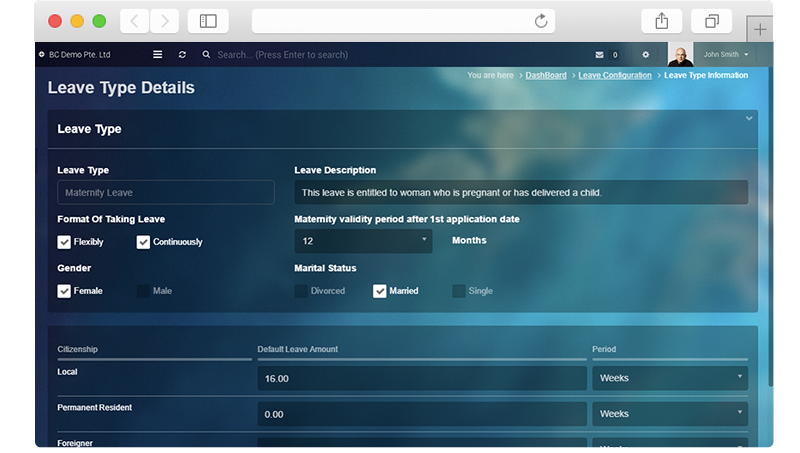 BC Demo Pte. Ltd
Search... (Press Enter to search)
0
John Smith
You are here > DashBoard > Leave Configuration > Leave Type Information
Leave Type Details
Leave Type
Leave Type
Leave Description
Maternity Leave
This leave is entitled to woman who is pregnant or has delivered a child.
Format Of Taking Leave
Maternity validity period after 1st application date
Flexibly
Continuously
12
Months
Gender
Marital Status
Female
Male
Divorced
Married
Single
Citizenship
Default Leave Amount
Period
Local
16.00
Weeks
Permanent Resident
0.00
Weeks
Foreigner